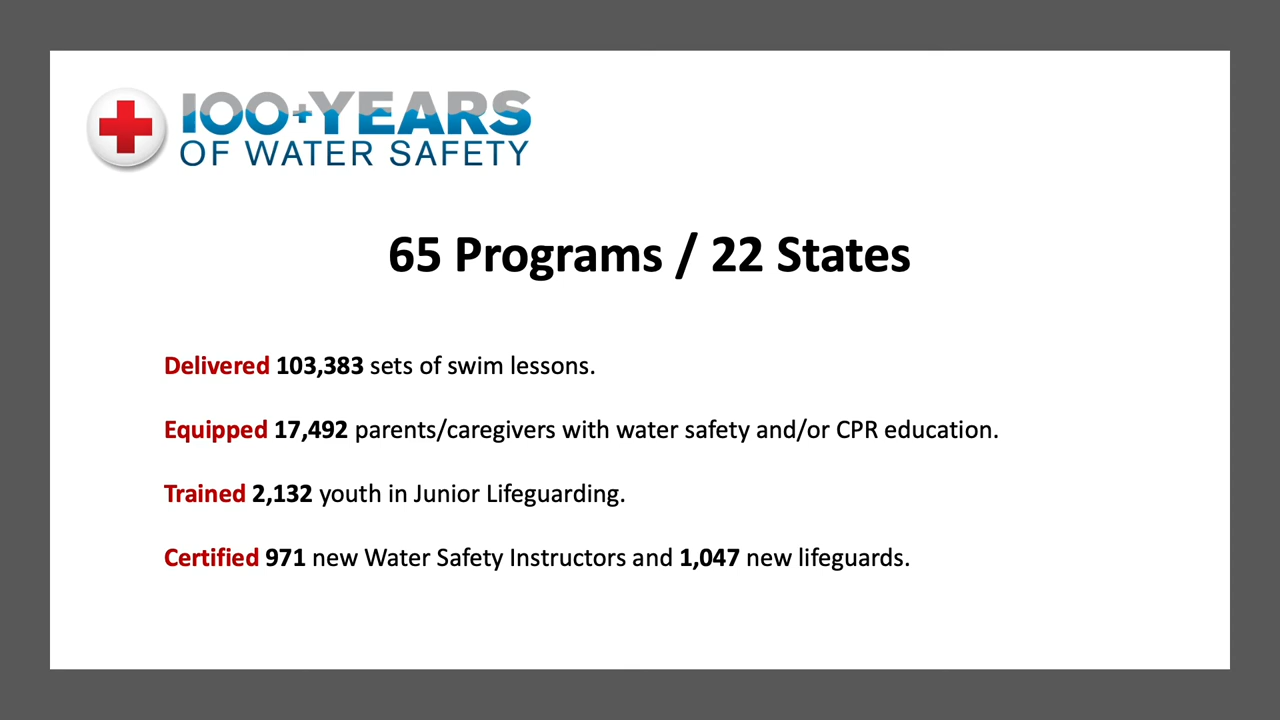 100+YEARS
OF WATER SAFETY
65 Programs / 22 States
Delivered 103,383 sets of swim lessons.
Equipped 17,492 parents/caregivers with water safety and/or CPR education.
Trained 2,132 youth in Junior Lifeguarding.
Certified 971 new Water Safety Instructors and 1,047 new lifeguards.